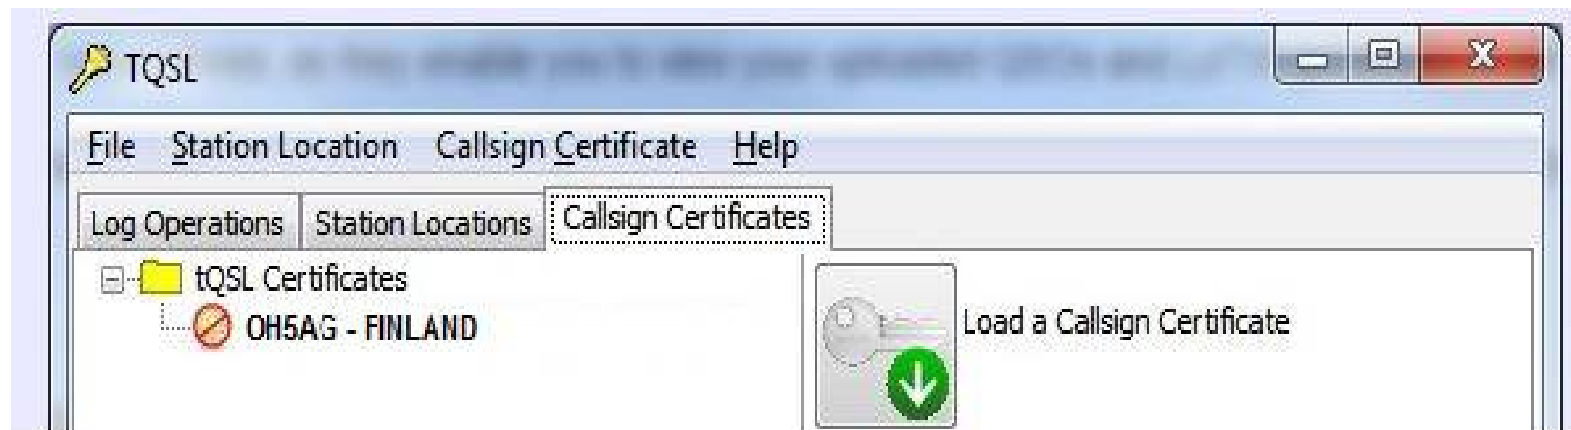 TQSL
File Station Location Callsign Certificate Help
Log Operations Station Locations Callsign Certificates
tQSL Certificates
OH5AG - FINLAND
Load a Callsign Certificate